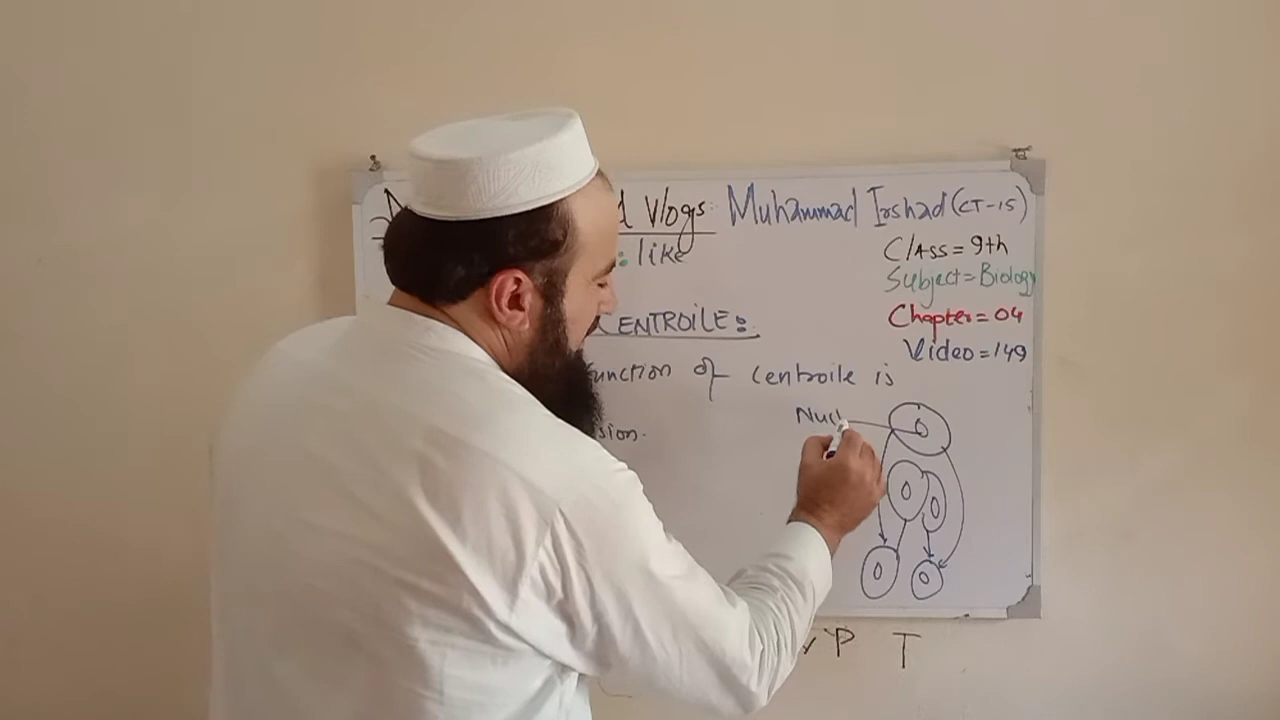 Vlogs: Muhammad Irshad (CT-15)
: like
Class = 9th
Subject = Biology
CENTROILE:
Chapter = 04
Video = 149
function of Centroile is
Nucl
sion.
P T